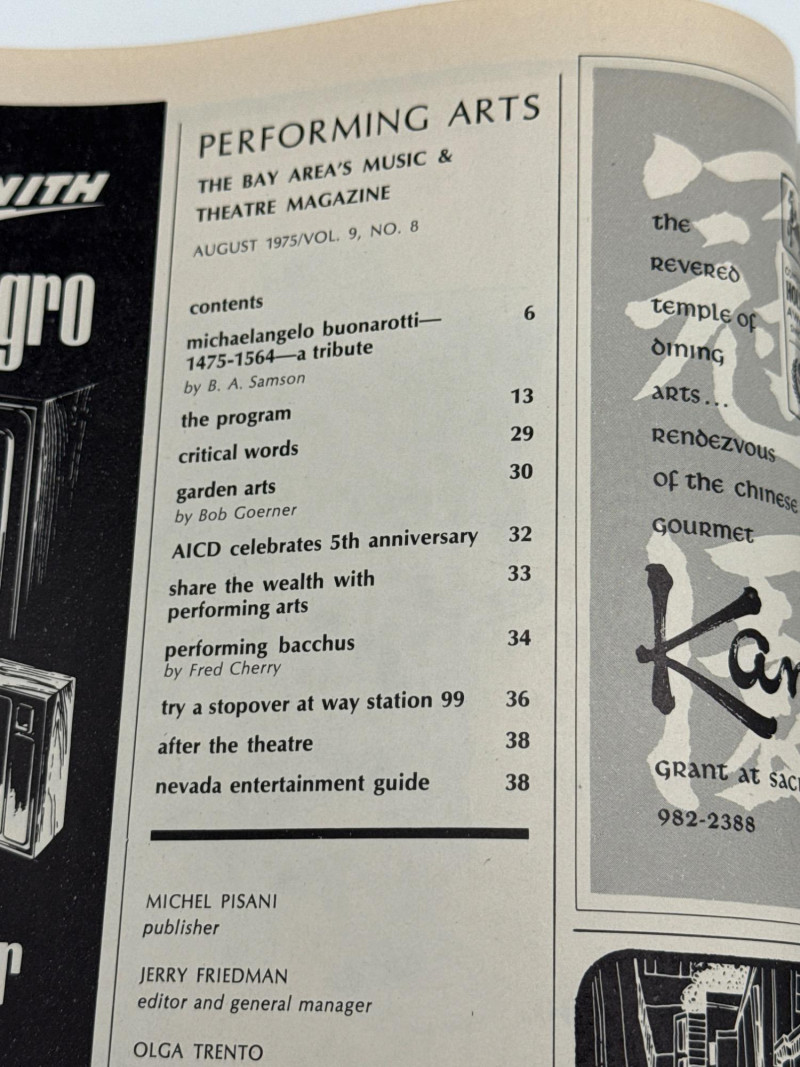 PERFORMING ARTS
THE BAY AREA'S MUSIC &
THEATRE MAGAZINE
AUGUST 1975/VOL. 9, NO. 8
contents
michaelangelo buonarotti—
1475-1564—a tribute 6
by B. A. Samson
the program 13
critical words 29
garden arts 30
by Bob Goerner
AICD celebrates 5th anniversary 32
share the wealth with 33
performing arts
performing bacchus 34
by Fred Cherry
try a stopover at way station 99 36
after the theatre 38
nevada entertainment guide 38
MICHEL PISANI
publisher
JERRY FRIEDMAN
editor and general manager
OLGA TRENTO
the
REVERED
temple of
dining
ARTS...
RENDEZVOUS
of the chinese
GOURMET
GRANT at
982-2388